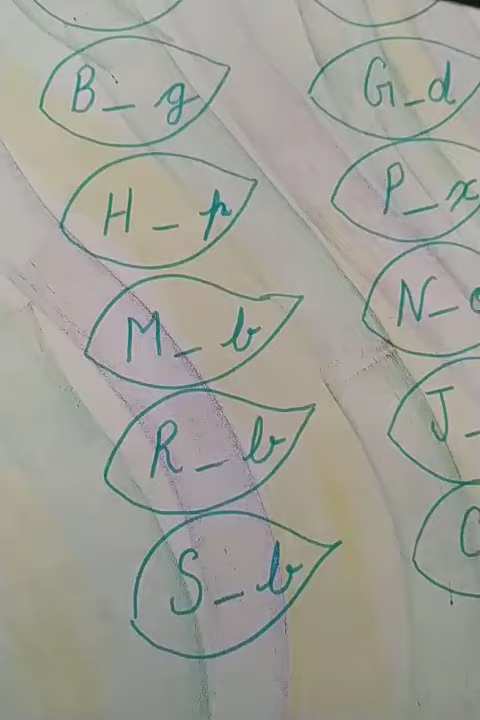 B_g
G_d
H_p
P_x
M_b
N_
R_b
J_
S_b